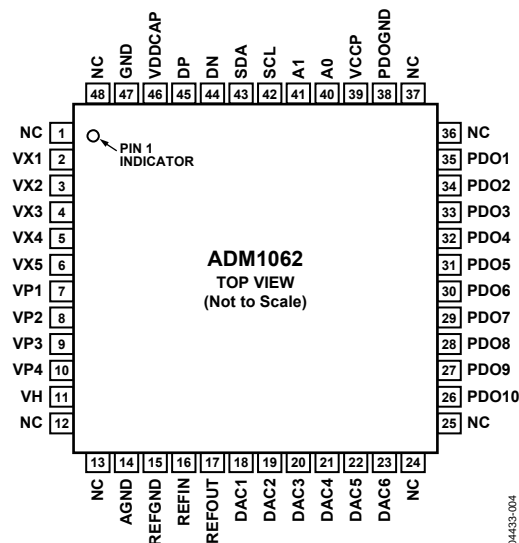 NC
GND
VDDCAP
DP
DN
SDA
SCL
A1
A0
VCCP
PDOGND
NC
48 47 46 45 44 43 42 41 40 39 38 37
NC 1
VX1 2
VX2 3
VX3 4
VX4 5
VX5 6
VP1 7
VP2 8
VP3 9
VP4 10
VH 11
NC 12
PIN 1
INDICATOR
ADM1062
TOP VIEW
(Not to Scale)
36 NC
35 PDO1
34 PDO2
33 PDO3
32 PDO4
31 PDO5
30 PDO6
29 PDO7
28 PDO8
27 PDO9
26 PDO10
25 NC
13 14 15 16 17 18 19 20 21 22 23 24
NC
AGND
REFGND
REFIN
REFOUT
DAC1
DAC2
DAC3
DAC4
DAC5
DAC6
NC
04433-004